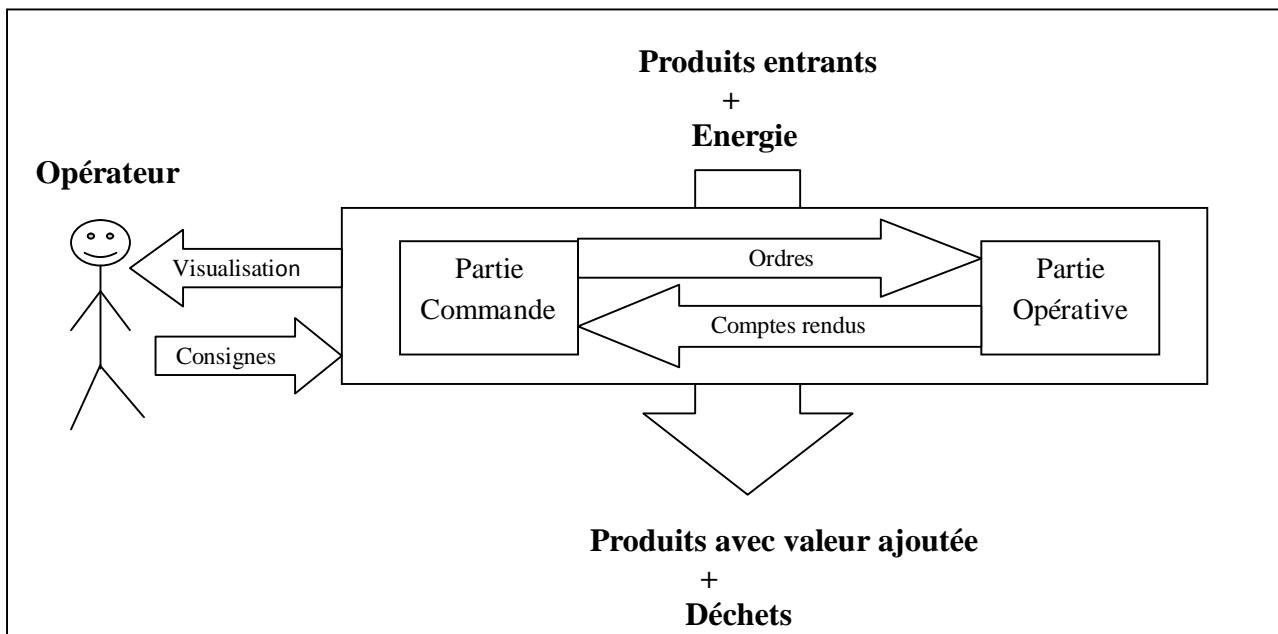 Produits entrants
+
Energie
Opérateur
Visualisation
Consignes
Partie
Commande
Ordres
Comptes rendus
Partie
Opérative
Produits avec valeur ajoutée
+
Déchets